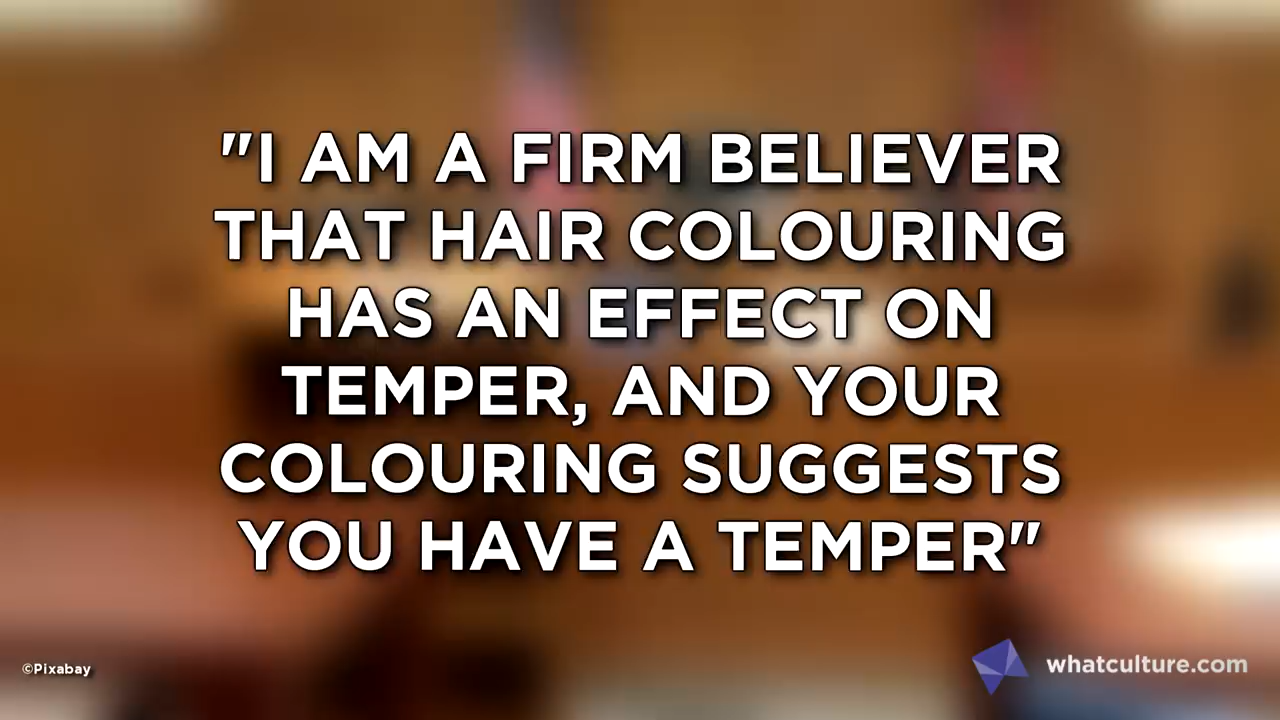 "I AM A FIRM BELIEVER
THAT HAIR COLOURING
HAS AN EFFECT ON
TEMPER, AND YOUR
COLOURING SUGGESTS
YOU HAVE A TEMPER"
©Pixabay
whatculture.com